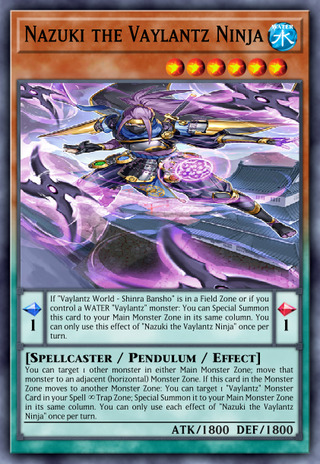 Nazuki the Vaylantz Ninja
WATER
水
If "Vaylantz World - Shinra Bansho" is in a Field Zone or if you
control a WATER "Vaylantz" monster: You can Special Summon
this card to your Main Monster Zone in its same column. You
can only use this effect of "Nazuki the Vaylantz Ninja" once per
turn.
1
1
[Spellcaster / Pendulum / Effect]
You can target 1 other monster in either Main Monster Zone; move that
monster to an adjacent (horizontal) Monster Zone. If this card in the Monster
Zone moves to another Monster Zone: You can target 1 "Vaylantz" Monster
Card in your Spell ∞ Trap Zone; Special Summon it to your Main Monster Zone
in its same column. You can only use each effect of "Nazuki the Vaylantz
Ninja" once per turn.
ATK/1800 DEF/1800